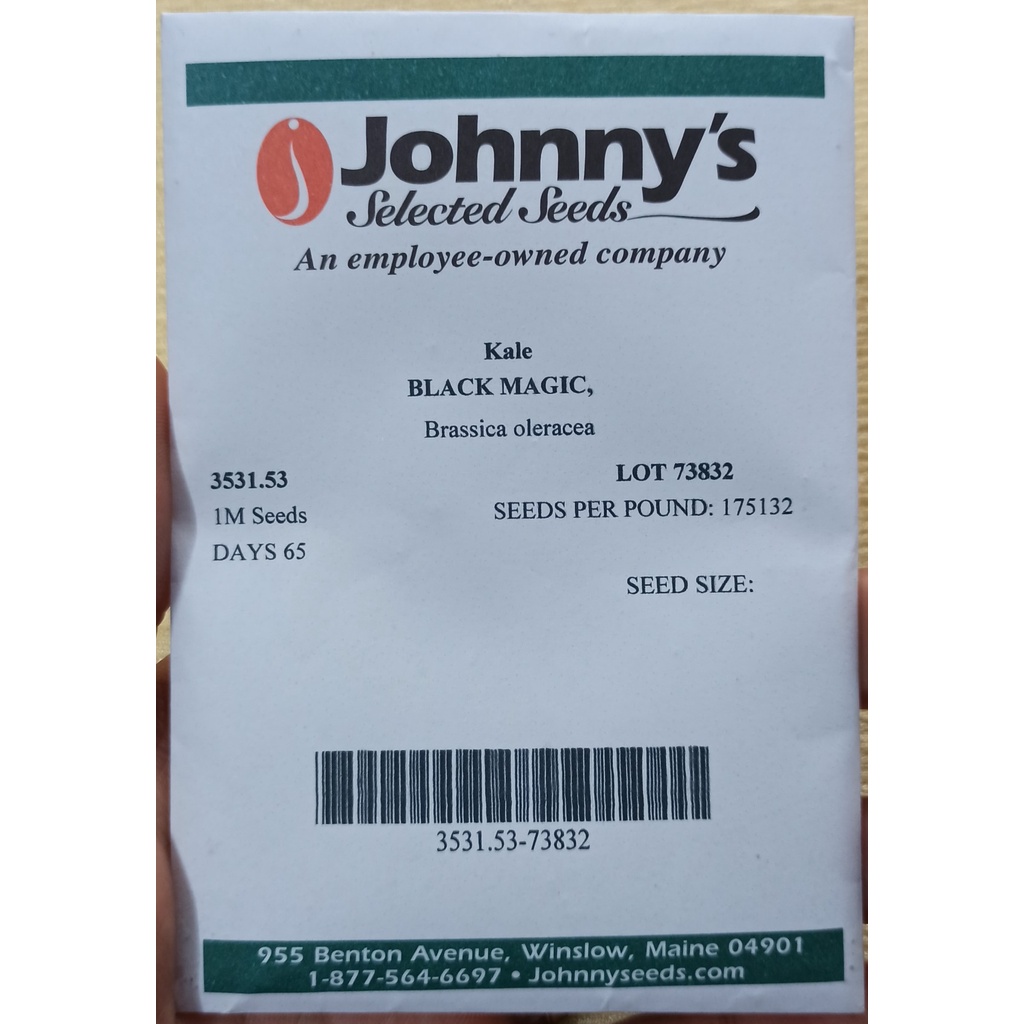 Johnny's
Selected Seeds
An employee-owned company
Kale
BLACK MAGIC,
Brassica oleracea
3531.53
LOT 73832
1M Seeds
SEEDS PER POUND: 175132
DAYS 65
SEED SIZE:
3531.53-73832
955 Benton Avenue, Winslow, Maine 04901
1-877-564-6697 • Johnnyseeds.com